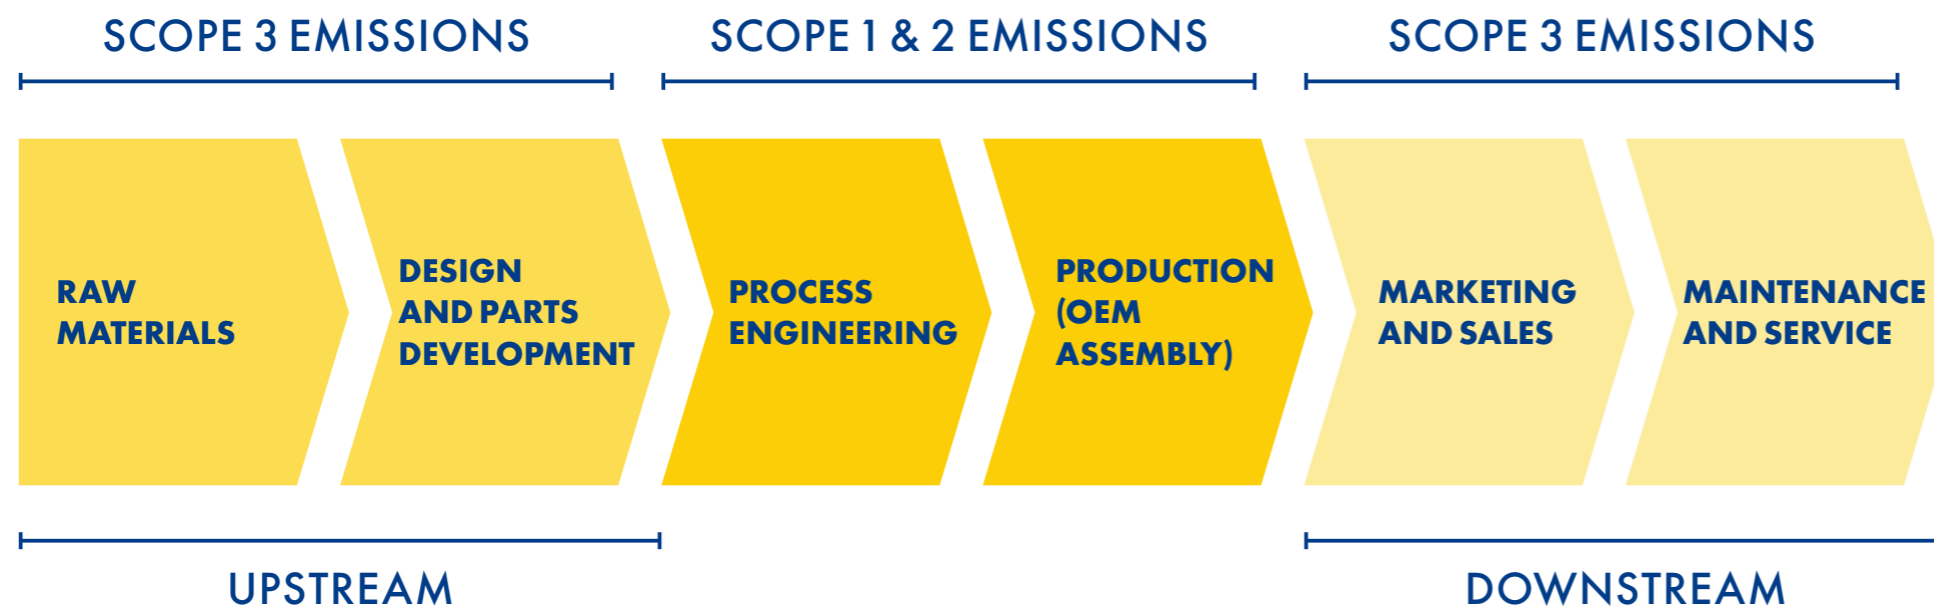 SCOPE 3 EMISSIONS
SCOPE 1 & 2 EMISSIONS
SCOPE 3 EMISSIONS
RAW
MATERIALS
DESIGN
AND PARTS
DEVELOPMENT
PROCESS
ENGINEERING
PRODUCTION
(OEM
ASSEMBLY)
MARKETING
AND SALES
MAINTENANCE
AND SERVICE
UPSTREAM
DOWNSTREAM